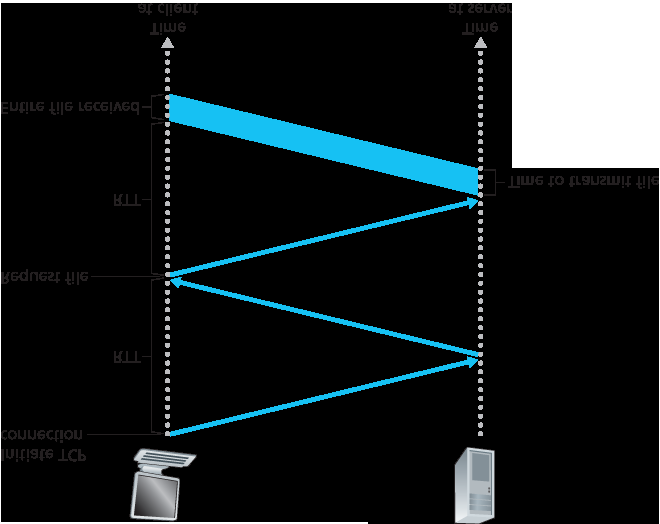 Initiate TCP
connection
RTT
Request file
RTT
Entire file received
Time to transmit file
Time
at client
Time
at server